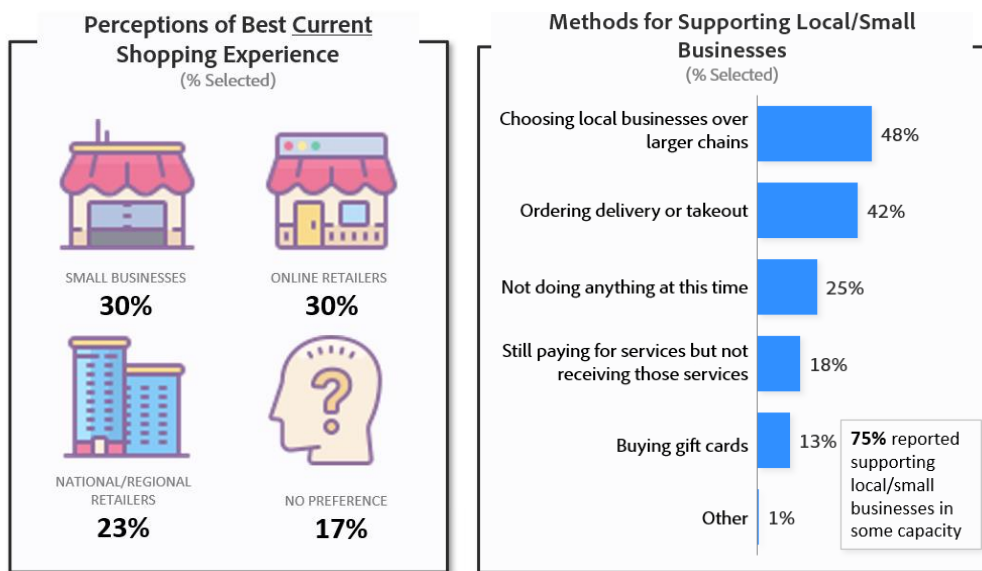 Perceptions of Best Current
Shopping Experience
(% Selected)
SMALL BUSINESSES
30%
ONLINE RETAILERS
30%
NATIONAL/REGIONAL
RETAILERS
23%
NO PREFERENCE
17%
Methods for Supporting Local/Small
Businesses
(% Selected)
Choosing local businesses over
larger chains
48%
Ordering delivery or takeout
42%
Not doing anything at this time
25%
Still paying for services but not
receiving those services
18%
Buying gift cards
13%
Other
1%
75% reported
supporting
local/small
businesses in
some capacity